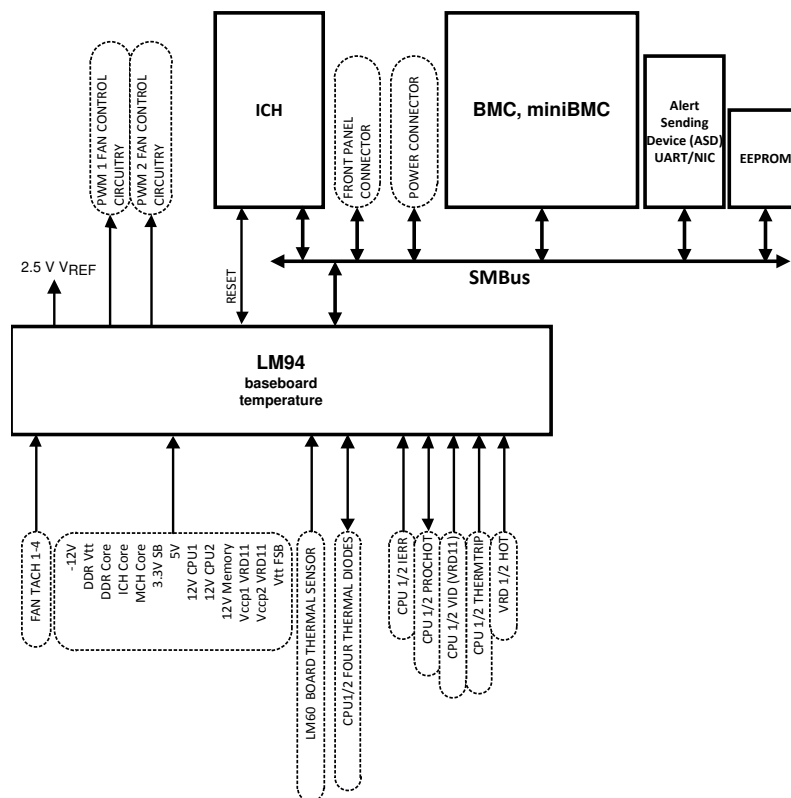 PWM 1 FAN CONTROL
CIRCUITRY
PWM 2 FAN CONTROL
CIRCUITRY
ICH
FRONT PANEL
CONNECTOR
POWER CONNECTOR
BMC, miniBMC
Alert
Sending
Device (ASD)
UART/NIC
EEPROM
2.5 V VREF
RESET
SMBus
LM94
baseboard
temperature
FAN TACH 1-4
-12V
DDR Vtt
DDR Core
ICH Core
MCH Core
3.3V SB
5V
12V CPU1
12V CPU2
12V Memory
Vccp1 VRD11
Vccp2 VRD11
Vtt FSB
LM60 BOARD THERMAL SENSOR
CPU1/2 FOUR THERMAL DIODES
CPU 1/2 IERR
CPU 1/2 PROCHOT
CPU 1/2 VID (VRD11)
CPU 1/2 THERMTRIP
VRD 1/2 HOT